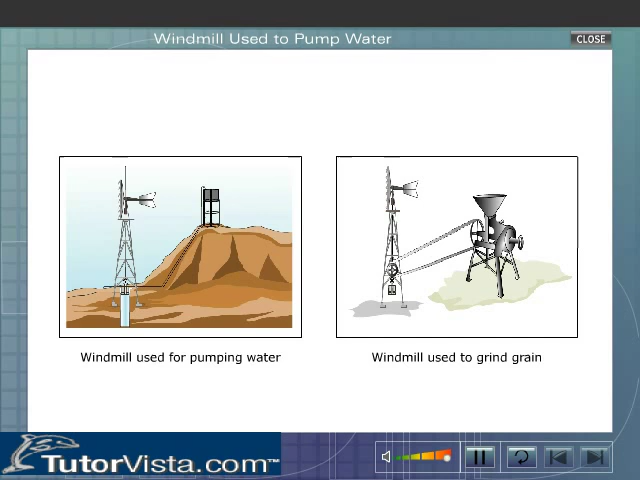 Windmill Used to Pump Water
CLOSE
Windmill used for pumping water
Windmill used to grind grain
TutorVista.com™